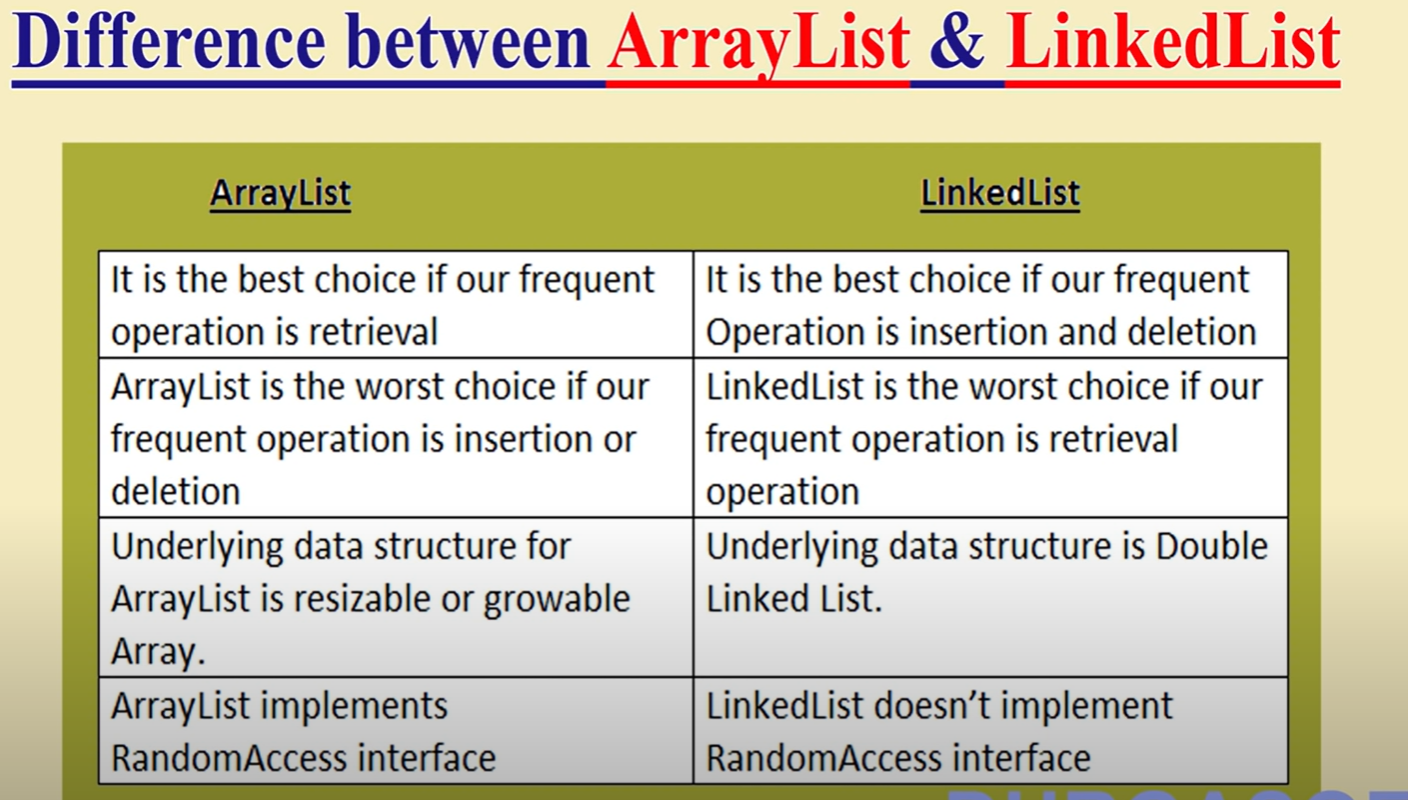 Difference between ArrayList & LinkedList
ArrayList
LinkedList
It is the best choice if our frequent
operation is retrieval
It is the best choice if our frequent
Operation is insertion and deletion
ArrayList is the worst choice if our
frequent operation is insertion or
deletion
LinkedList is the worst choice if our
frequent operation is retrieval
operation
Underlying data structure for
ArrayList is resizable or growable
Array.
Underlying data structure is Double
Linked List.
ArrayList implements
RandomAccess interface
LinkedList doesn’t implement
RandomAccess interface